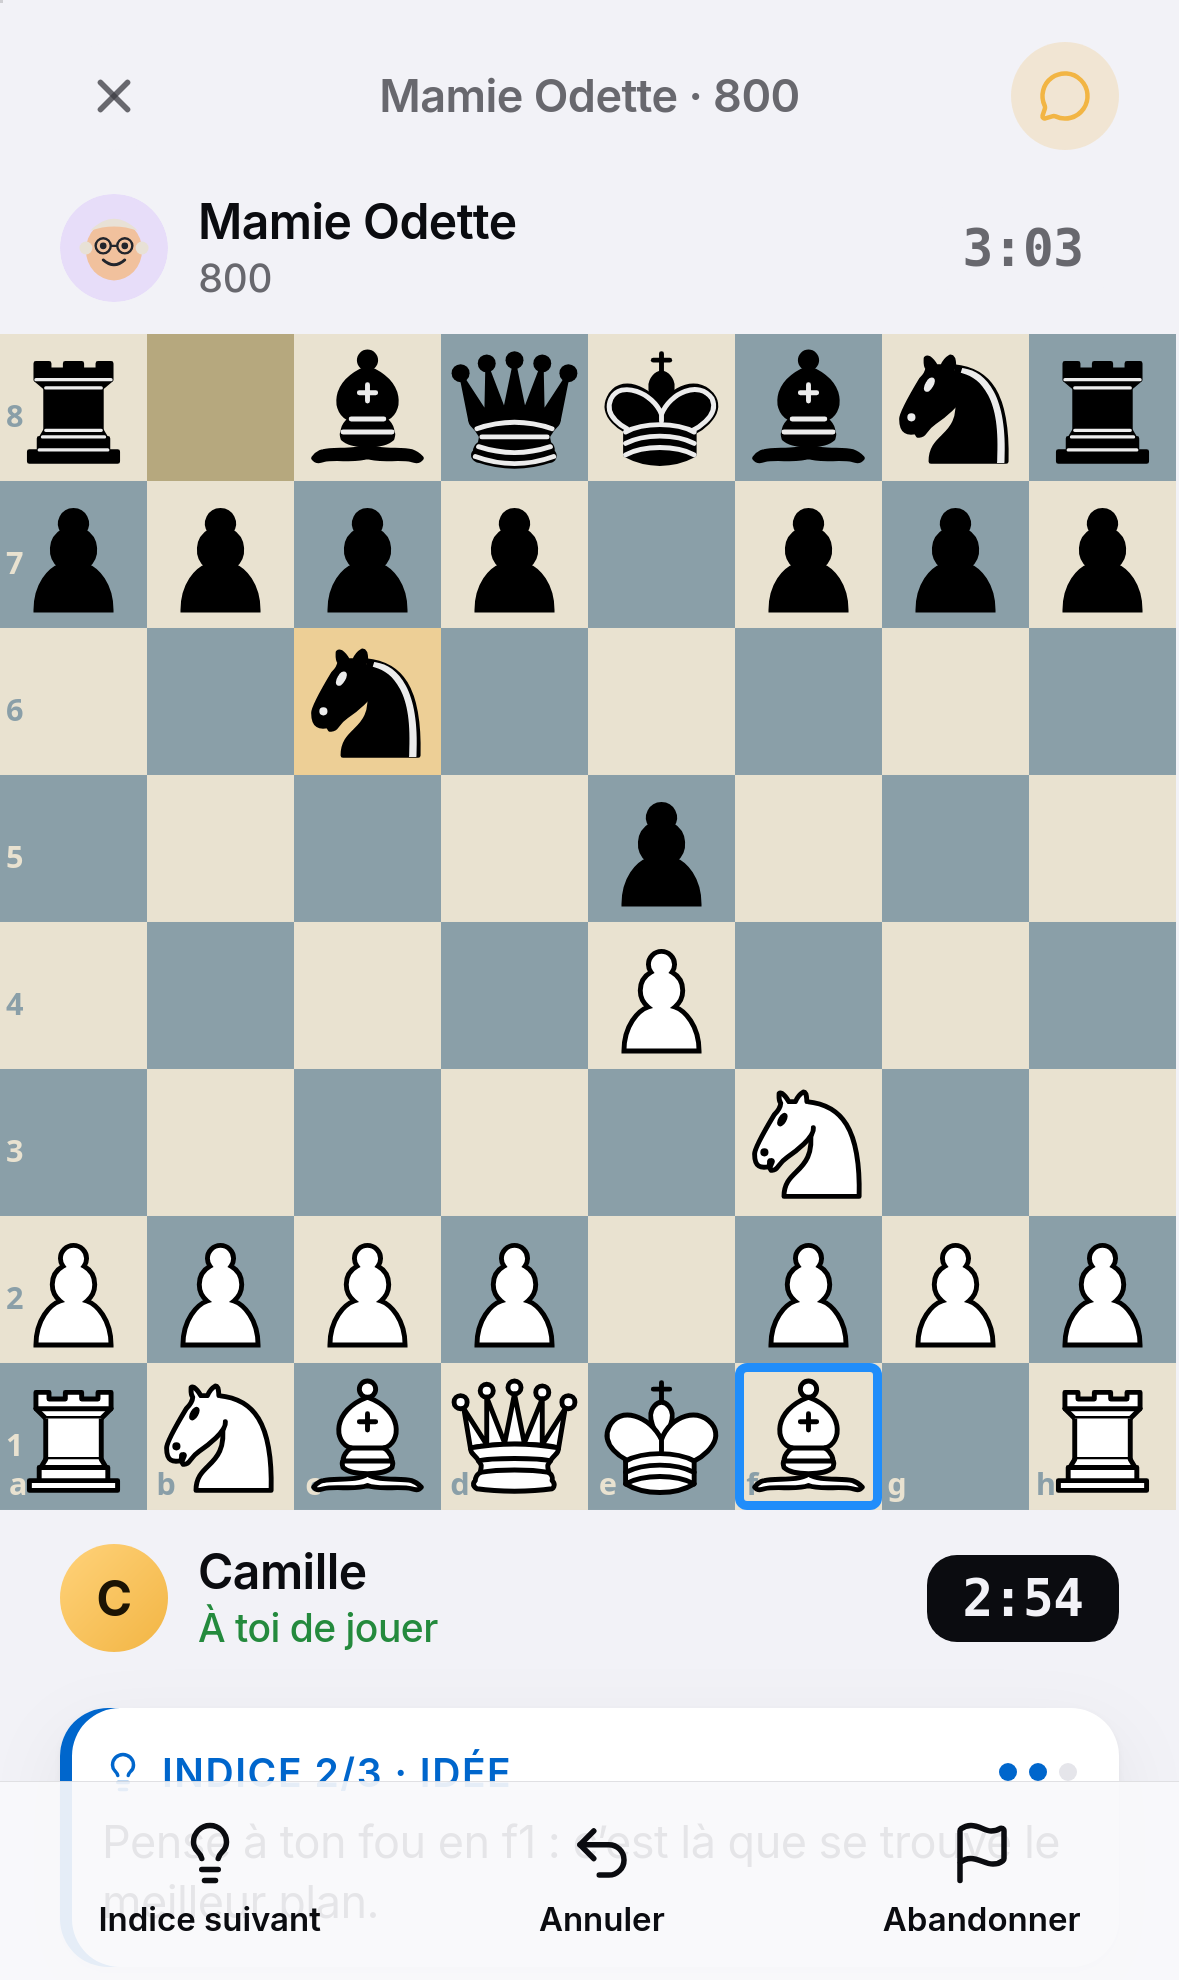 Mamie Odette · 800
Mamie Odette
800
3:03
8
7
6
5
4
3
2
1
a b c d e f g h
Camille
À toi de jouer
2:54
C
INDICE 2/3 · IDÉE
Pense à ton fou en f1 : c'est là que se trouve le
meilleur plan.
Indice suivant
Annuler
Abandonner